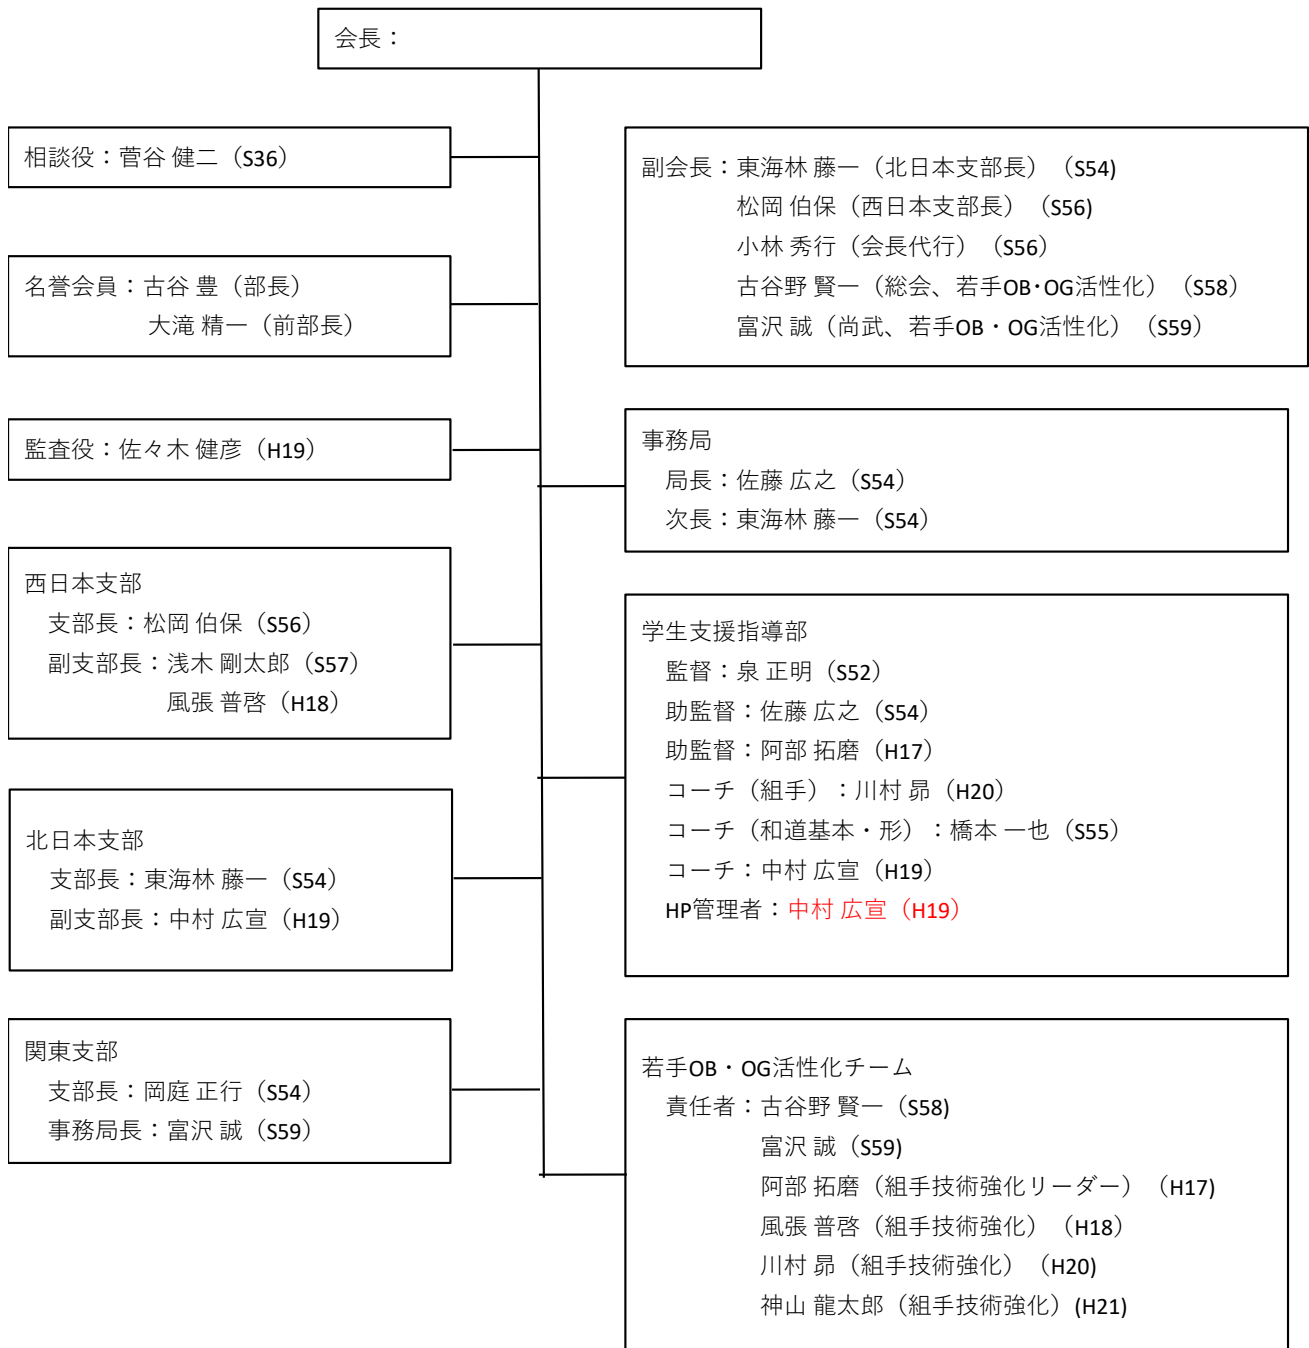 会長：
相談役：菅谷 健二（S36）
名誉会員：古谷 豊（部長）
大滝 精一（前部長）
監査役：佐々木 健彦（H19）
西日本支部
支部長：松岡 伯保（S56）
副支部長：浅木 剛太郎（S57）
風張 普啓（H18）
北日本支部
支部長：東海林 藤一（S54）
副支部長：中村 広宣（H19）
関東支部
支部長：岡庭 正行（S54）
事務局長：富沢 誠（S59）
副会長：東海林 藤一（北日本支部長）（S54)
松岡 伯保（西日本支部長）（S56)
小林 秀行（会長代行）（S56）
古谷野 賢一（総会、若手OB･OG活性化）（S58）
富沢 誠（尚武、若手OB・OG活性化）（S59）
事務局
局長：佐藤 広之（S54）
次長：東海林 藤一（S54）
学生支援指導部
監督：泉 正明（S52）
助監督：佐藤 広之（S54）
助監督：阿部 拓磨（H17）
コーチ（組手）：川村 昴（H20）
コーチ（和道基本・形）：橋本 一也（S55）
コーチ：中村 広宣（H19）
HP管理者：中村 広宣（H19）
若手OB・OG活性化チーム
責任者：古谷野 賢一（S58)
富沢 誠（S59)
阿部 拓磨（組手技術強化リーダー）（H17)
風張 普啓（組手技術強化）（H18）
川村 昴（組手技術強化）（H20)
神山 龍太郎（組手技術強化）(H21)